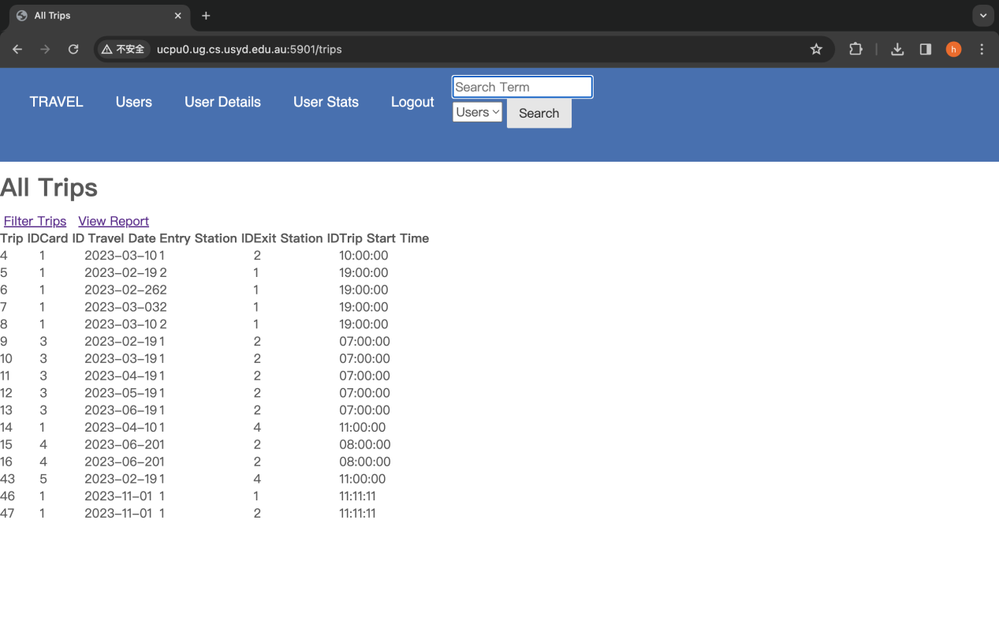 All Trips
不安全 ucpu0.ug.cs.usyd.edu.au:5901/trips h
TRAVEL Users User Details User Stats Logout
Search Term
Users Search
All Trips
Filter Trips View Report
Trip ID Card ID Travel Date Entry Station ID Exit Station ID Trip Start Time
4 1 2023-03-10 1 2 10:00:00
5 1 2023-02-19 2 1 19:00:00
6 1 2023-02-26 2 1 19:00:00
7 1 2023-03-03 2 1 19:00:00
8 1 2023-03-10 2 1 19:00:00
9 3 2023-02-19 1 2 07:00:00
10 3 2023-03-19 1 2 07:00:00
11 3 2023-04-19 1 2 07:00:00
12 3 2023-05-19 1 2 07:00:00
13 3 2023-06-19 1 2 07:00:00
14 1 2023-04-10 1 4 11:00:00
15 4 2023-06-20 1 2 08:00:00
16 4 2023-06-20 1 2 08:00:00
43 5 2023-02-19 1 4 11:00:00
46 1 2023-11-01 1 1 11:11:11
47 1 2023-11-01 1 2 11:11:11